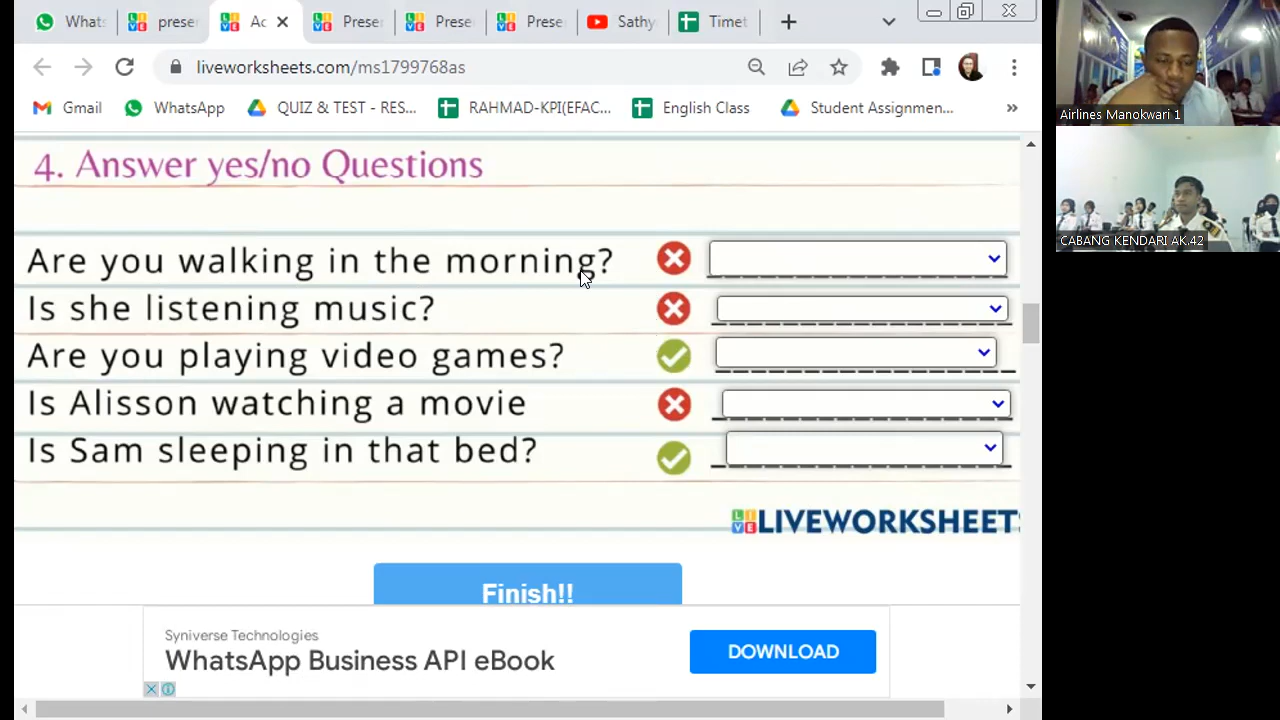 Whats
presen
Ac
Prese
Prese
Prese
Sathy
Timet
liveworksheets.com/ms1799768as
Gmail
WhatsApp
QUIZ & TEST - RES...
RAHMAD-KPI(EFAC...
English Class
Student Assignmen...
4. Answer yes/no Questions
Are you walking in the morning?
Is she listening music?
Are you playing video games?
Is Alisson watching a movie
Is Sam sleeping in that bed?
LIVE LIVEWORKSHEETS
Finish!!
Syniverse Technologies
WhatsApp Business API eBook
DOWNLOAD
Airlines Manokwari 1
CABANG KENDARI AK.42